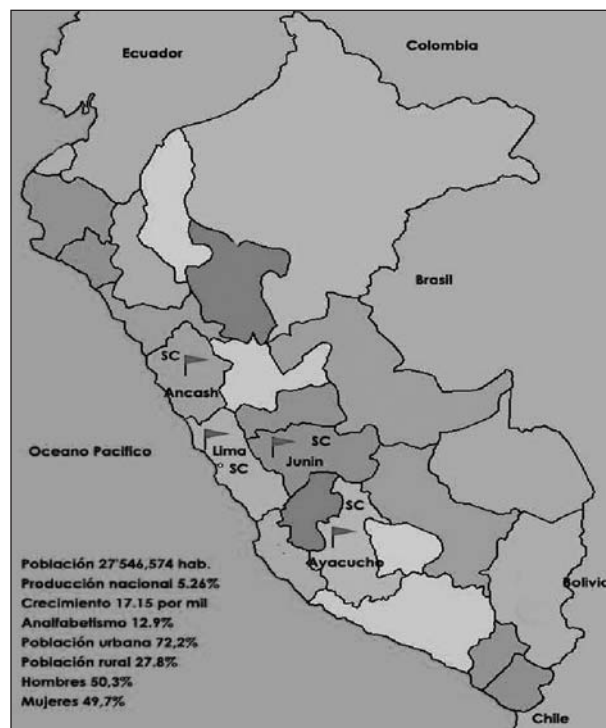 Ecuador
Colombia
Brasil
SC
Ancash
Oceano Pacifico
Lima
SC
SC
Junin
SC
Ayacucho
Población 27'546,574 hab.
Producción nacional 5.26%
Crecimiento 17.15 por mil
Analfabetismo 12.9%
Población urbana 72,2%
Población rural 27.8%
Hombres 50,3%
Mujeres 49,7%
Bolivia
Chile